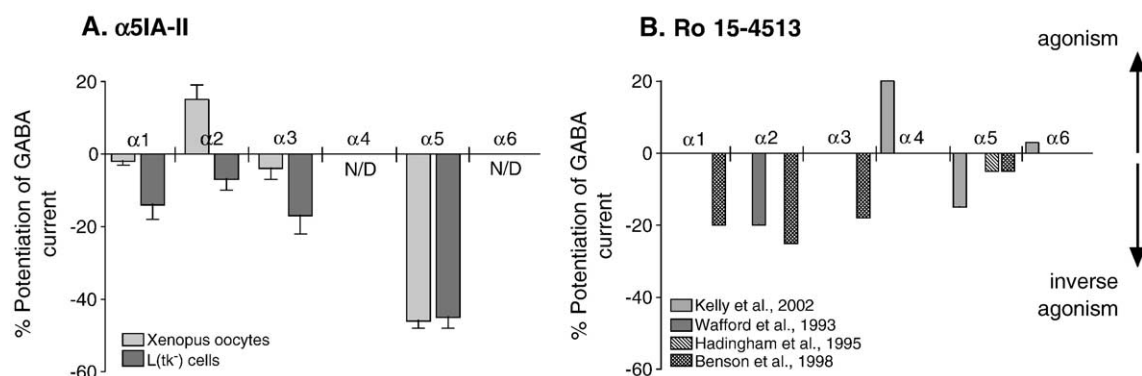 A. α5IA-II
% Potentiation of GABA
current
20
0
-20
-40
-60
α1
α2
α3
α4
α5
α6
N/D
N/D
Xenopus oocytes
L(tk-) cells
B. Ro 15-4513
% Potentiation of GABA
current
20
0
-20
-40
-60
α1
α2
α3
α4
α5
α6
Kelly et al., 2002
Wafford et al., 1993
Hadingham et al., 1995
Benson et al., 1998
agonism
inverse
agonism